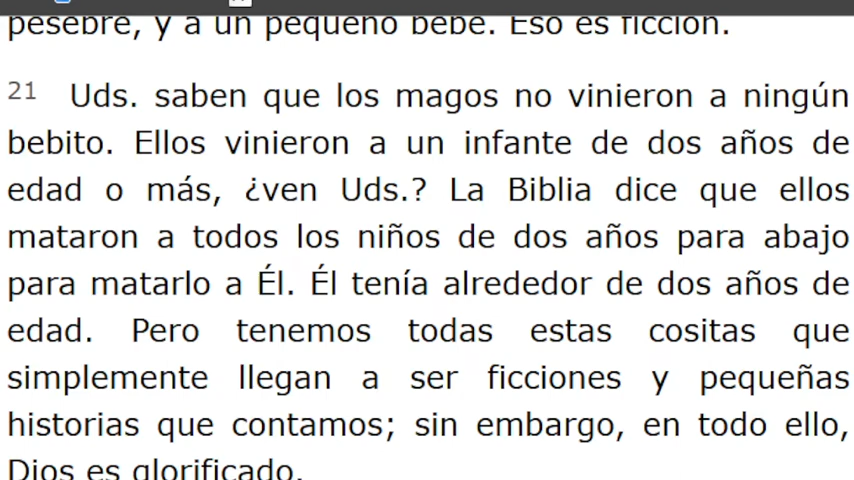 pesebre, y a un pequeño bebé. Eso es ficción.
21 Uds. saben que los magos no vinieron a ningún
bebito. Ellos vinieron a un infante de dos años de
edad o más, ¿ven Uds.? La Biblia dice que ellos
mataron a todos los niños de dos años para abajo
para matarlo a Él. Él tenía alrededor de dos años de
edad. Pero tenemos todas estas cositas que
simplemente llegan a ser ficciones y pequeñas
historias que contamos; sin embargo, en todo ello,
Dios es glorificado.